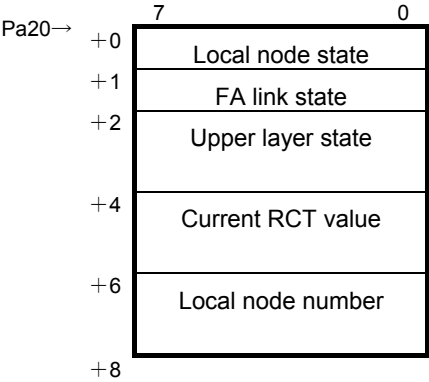 7 0
Pa20→
+0
Local node state
+1
FA link state
+2
Upper layer state
+4
Current RCT value
+6
Local node number
+8